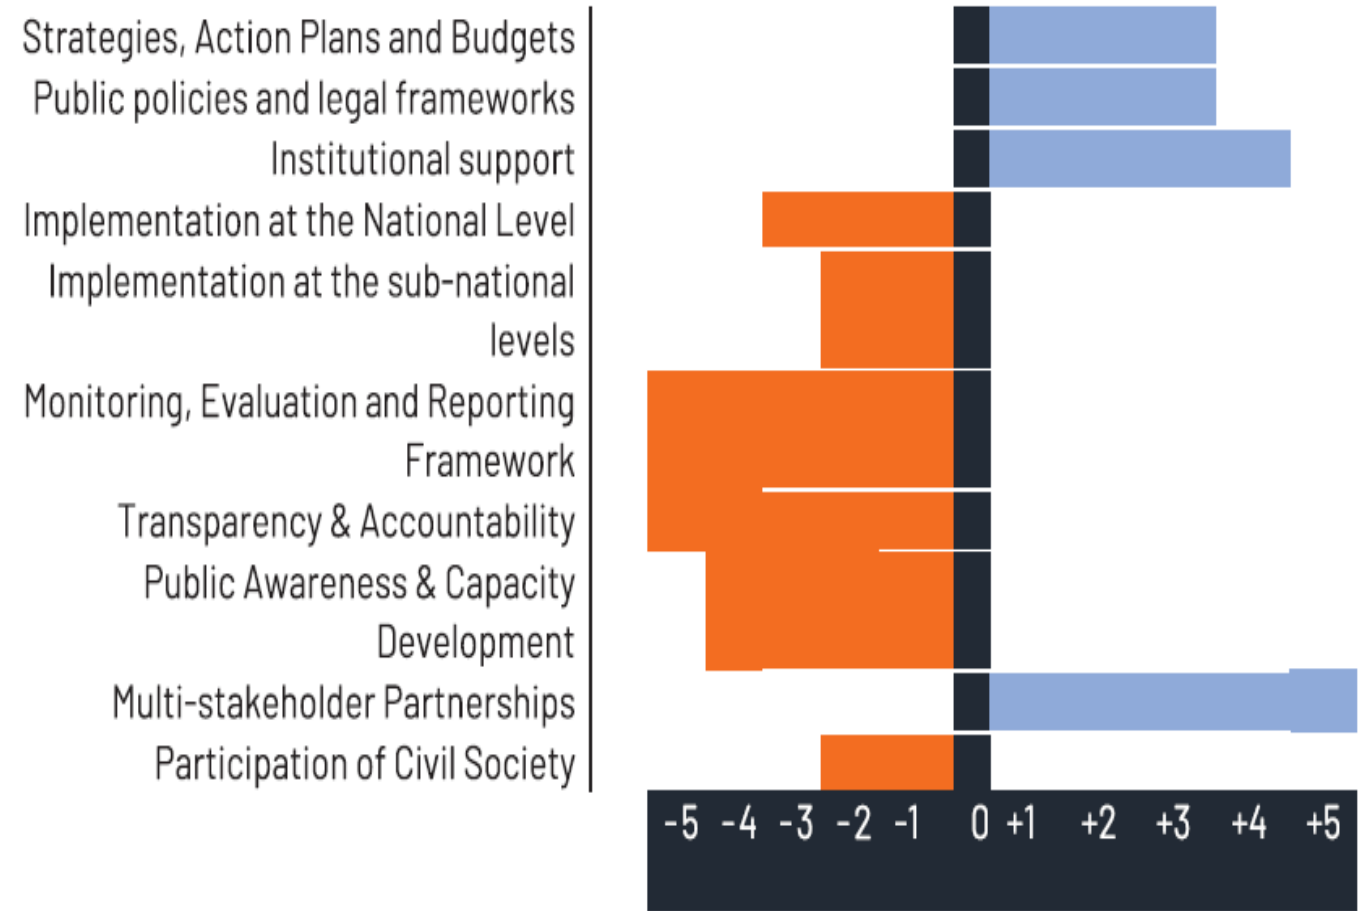 Strategies, Action Plans and Budgets
Public policies and legal frameworks
Institutional support
Implementation at the National Level
Implementation at the sub-national
levels
Monitoring, Evaluation and Reporting
Framework
Transparency & Accountability
Public Awareness & Capacity
Development
Multi-stakeholder Partnerships
Participation of Civil Society
-5 -4 -3 -2 -1 0 +1 +2 +3 +4 +5